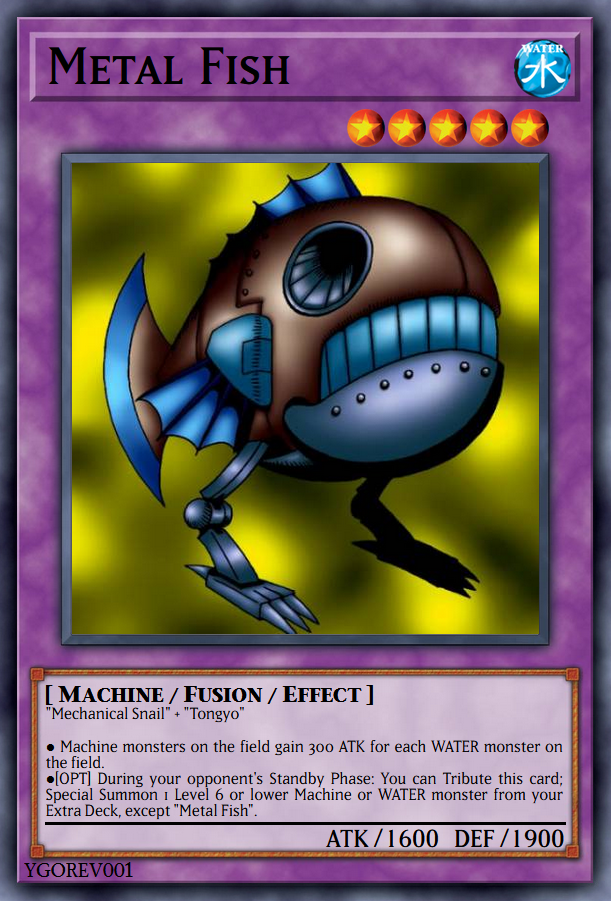 Metal Fish
WATER
水
[ Machine / Fusion / Effect ]
"Mechanical Snail" + "Tongyo"
● Machine monsters on the field gain 300 ATK for each WATER monster on
the field.
●[OPT] During your opponent's Standby Phase: You can Tribute this card;
Special Summon 1 Level 6 or lower Machine or WATER monster from your
Extra Deck, except "Metal Fish".
ATK / 1600 DEF / 1900
YGOREV001